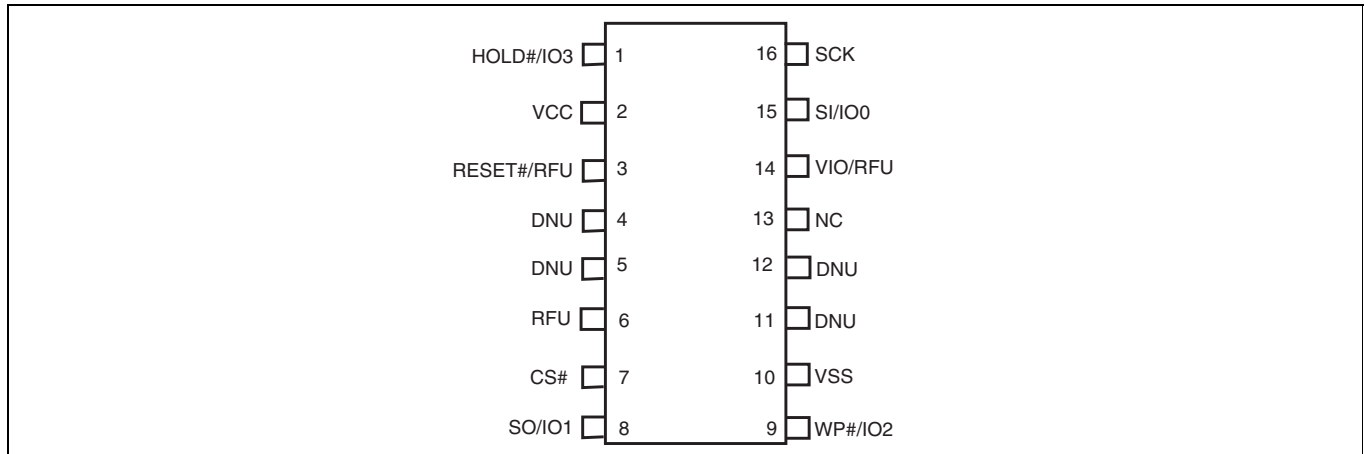 HOLD#/IO3 1 16 SCK
VCC 2 15 SI/IO0
RESET#/RFU 3 14 VIO/RFU
DNU 4 13 NC
DNU 5 12 DNU
RFU 6 11 DNU
CS# 7 10 VSS
SO/IO1 8 9 WP#/IO2